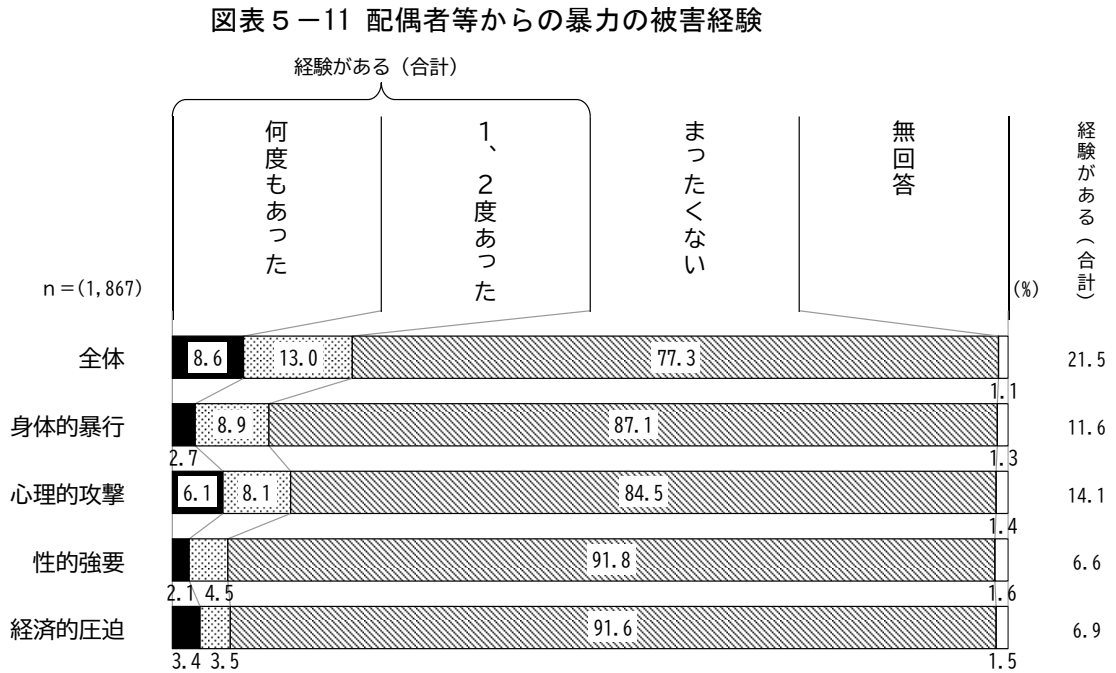 図表５－11 配偶者等からの暴力の被害経験
経験がある（合計）
何度もあった
１、２度あった
まったくない
無回答
経験がある（合計）
ｎ＝(1,867)
(%)
全体 8.6 13.0 77.3 1.1 21.5
身体的暴行 2.7 8.9 87.1 1.3 11.6
心理的攻撃 6.1 8.1 84.5 1.4 14.1
性的強要 2.1 4.5 91.8 1.6 6.6
経済的圧迫 3.4 3.5 91.6 1.5 6.9